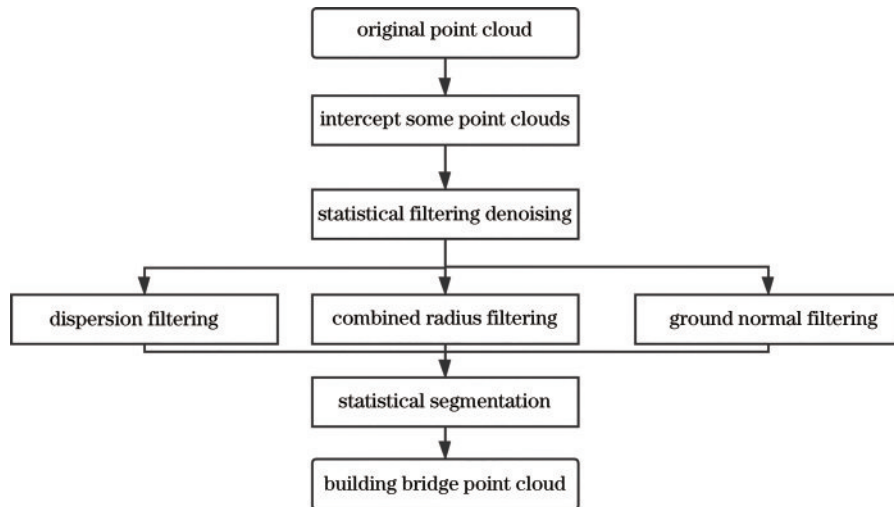 original point cloud
intercept some point clouds
statistical filtering denoising
dispersion filtering
combined radius filtering
ground normal filtering
statistical segmentation
building bridge point cloud